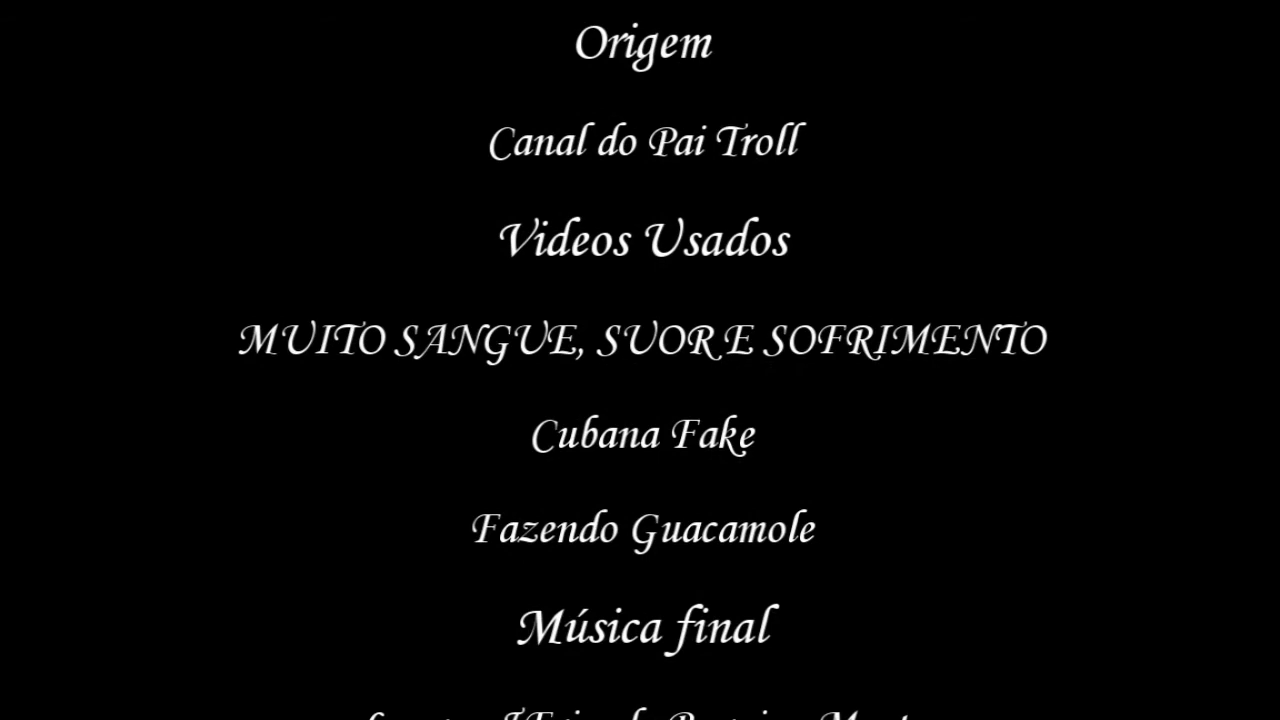 Origem
Canal do Pai Troll
Videos Usados
MUITO SANGUE, SUOR E SOFRIMENTO
Cubana Fake
Fazendo Guacamole
Música final